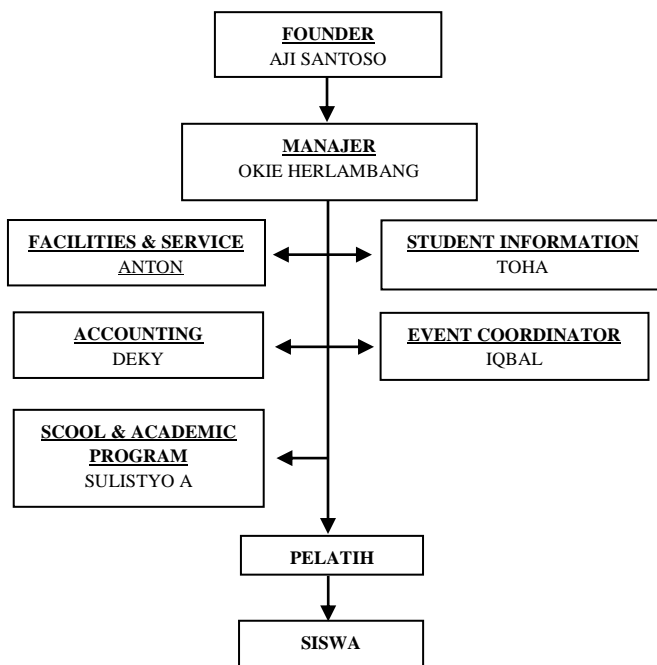 FOUNDER
AJI SANTOSO
MANAJER
OKIE HERLAMBANG
FACILITIES & SERVICE
ANTON
STUDENT INFORMATION
TOHA
ACCOUNTING
DEKY
EVENT COORDINATOR
IQBAL
SCOOL & ACADEMIC
PROGRAM
SULISTYO A
PELATIH
SISWA